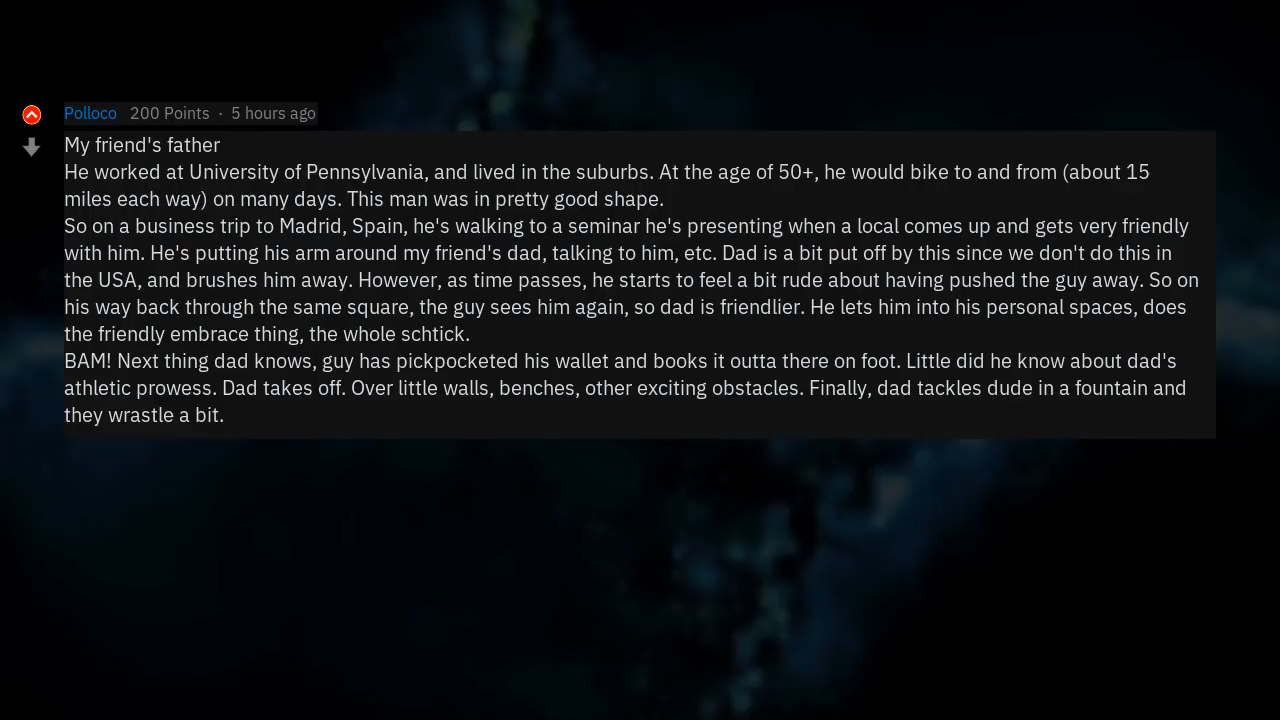 Polloco 200 Points · 5 hours ago
My friend's father
He worked at University of Pennsylvania, and lived in the suburbs. At the age of 50+, he would bike to and from (about 15
miles each way) on many days. This man was in pretty good shape.
So on a business trip to Madrid, Spain, he's walking to a seminar he's presenting when a local comes up and gets very friendly
with him. He's putting his arm around my friend's dad, talking to him, etc. Dad is a bit put off by this since we don't do this in
the USA, and brushes him away. However, as time passes, he starts to feel a bit rude about having pushed the guy away. So on
his way back through the same square, the guy sees him again, so dad is friendlier. He lets him into his personal spaces, does
the friendly embrace thing, the whole schtick.
BAM! Next thing dad knows, guy has pickpocketed his wallet and books it outta there on foot. Little did he know about dad's
athletic prowess. Dad takes off. Over little walls, benches, other exciting obstacles. Finally, dad tackles dude in a fountain and
they wrastle a bit.